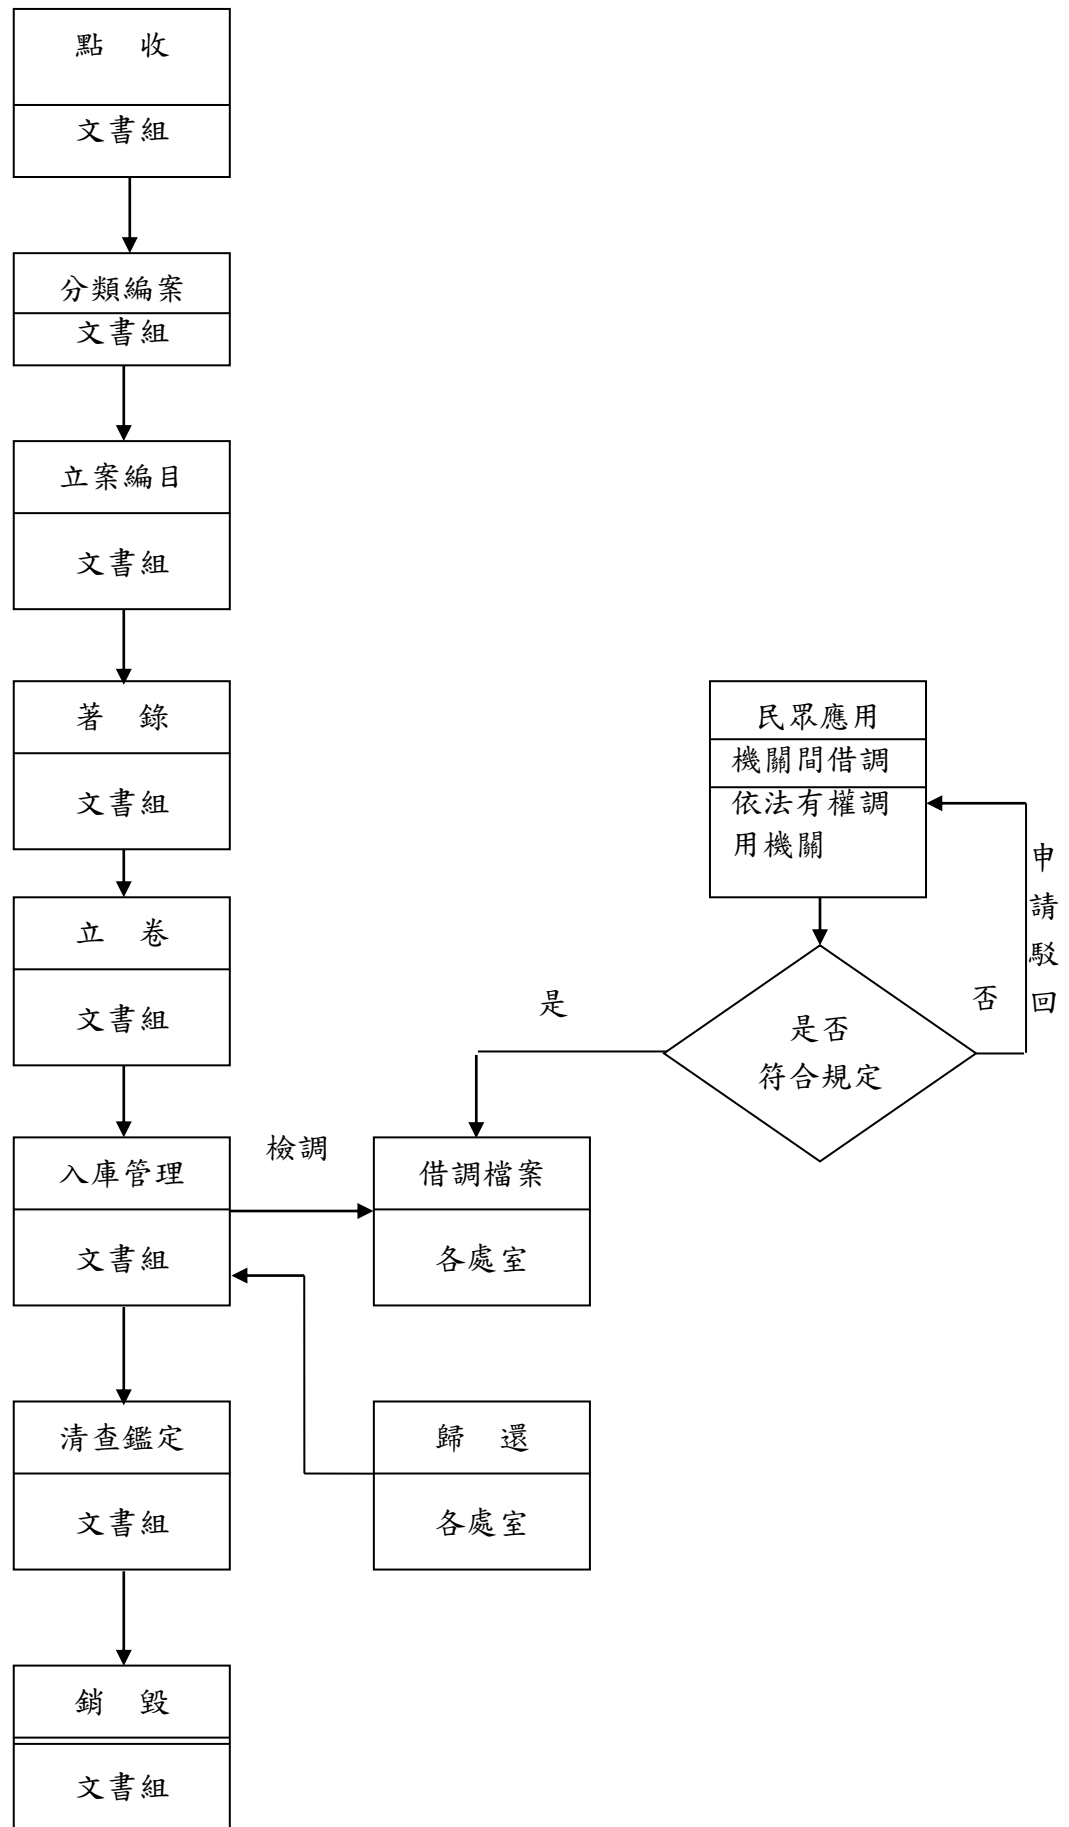 點　收
文書組
分類編案
文書組
立案編目
文書組
著　錄
文書組
立　卷
文書組
入庫管理
文書組
檢調
借調檔案
各處室
民眾應用
機關間借調
依法有權調
用機關
是否
符合規定
是
否
申請駁回
清查鑑定
文書組
歸　還
各處室
銷　毀
文書組